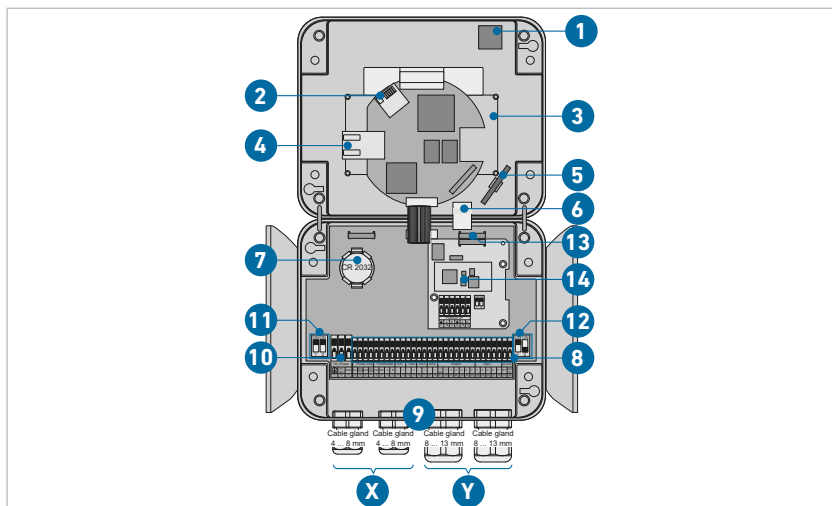 1
2
3
4
5
6
13
7
CR 2032
14
11
12
10
8
9
Cable gland
4 ... 8 mm
Cable gland
4 ... 8 mm
Cable gland
8 ... 13 mm
Cable gland
8 ... 13 mm
X
Y